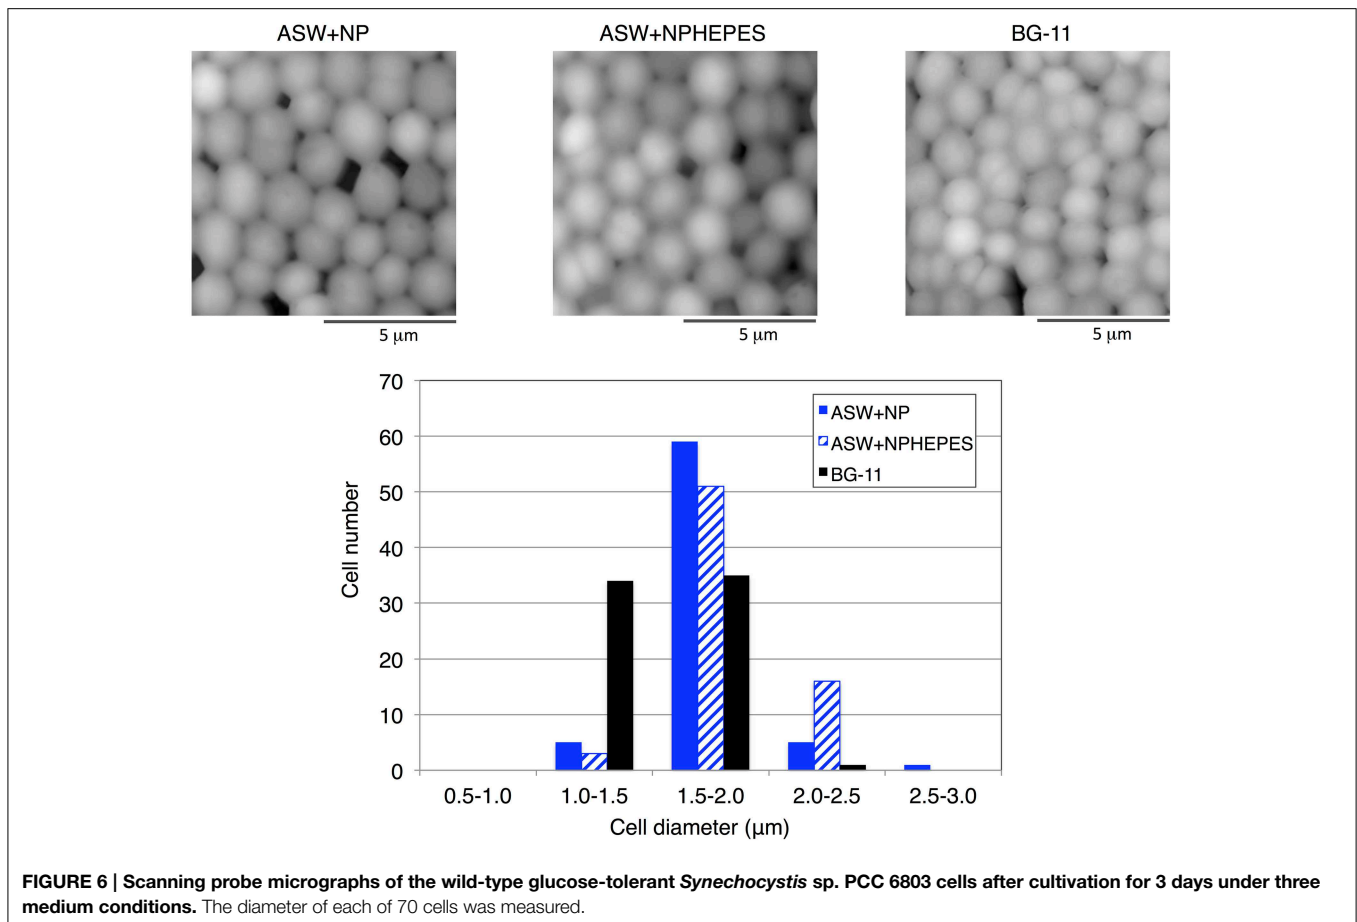 ASW+NP
ASW+NPHEPES
BG-11
5 µm
5 µm
5 µm
70
60
50
40
30
20
10
0
Cell number
ASW+NP
ASW+NPHEPES
BG-11
0.5-1.0
1.0-1.5
1.5-2.0
2.0-2.5
2.5-3.0
Cell diameter (µm)
FIGURE 6 | Scanning probe micrographs of the wild-type glucose-tolerant Synechocystis sp. PCC 6803 cells after cultivation for 3 days under three
medium conditions. The diameter of each of 70 cells was measured.